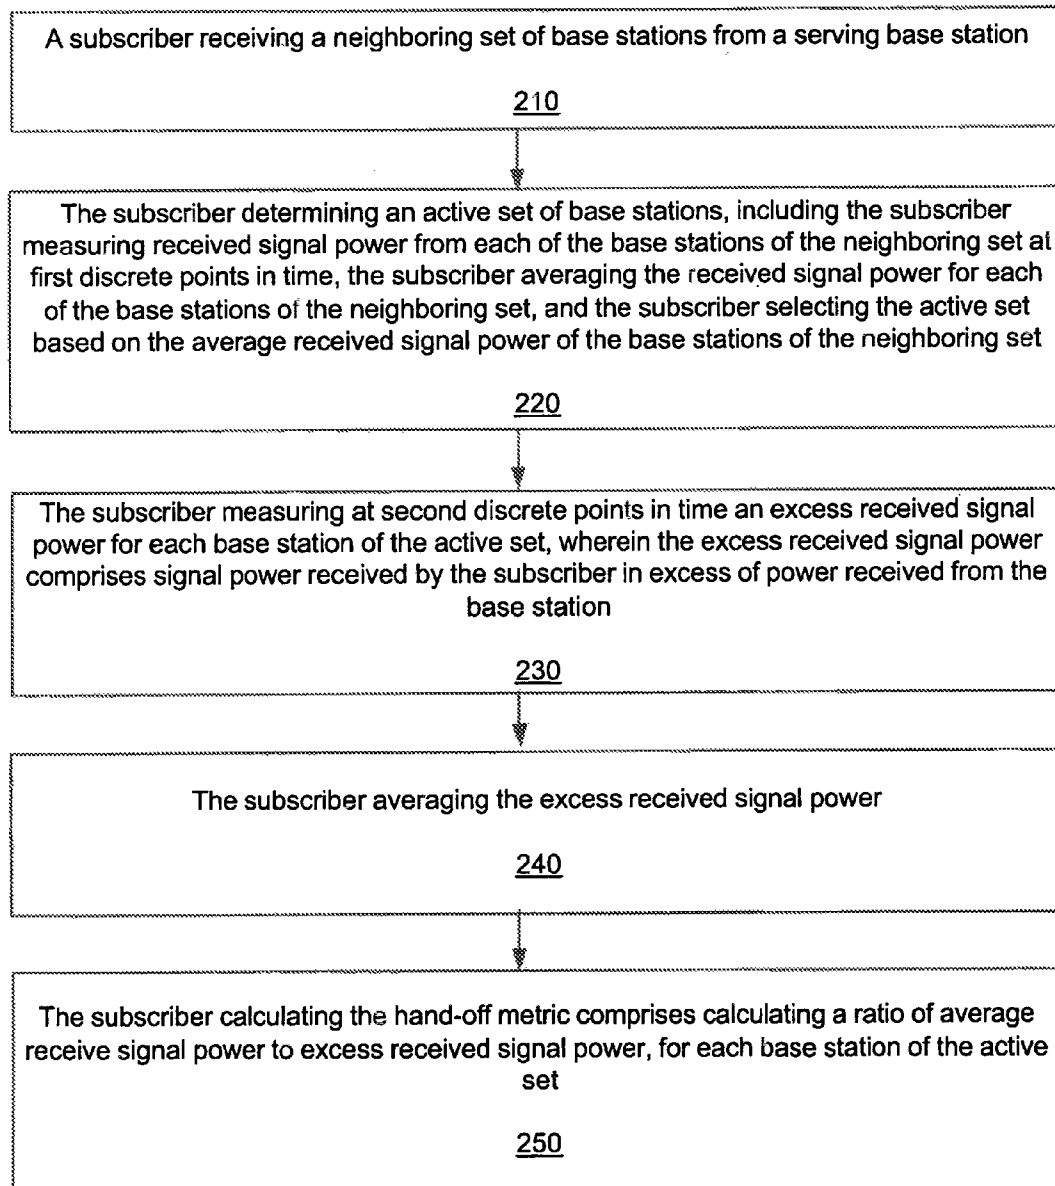 A subscriber receiving a neighboring set of base stations from a serving base station
210
The subscriber determining an active set of base stations, including the subscriber
measuring received signal power from each of the base stations of the neighboring set at
first discrete points in time, the subscriber averaging the received signal power for each
of the base stations of the neighboring set, and the subscriber selecting the active set
based on the average received signal power of the base stations of the neighboring set
220
The subscriber measuring at second discrete points in time an excess received signal
power for each base station of the active set, wherein the excess received signal power
comprises signal power received by the subscriber in excess of power received from the
base station
230
The subscriber averaging the excess received signal power
240
The subscriber calculating the hand-off metric comprises calculating a ratio of average
receive signal power to excess received signal power, for each base station of the active
set
250